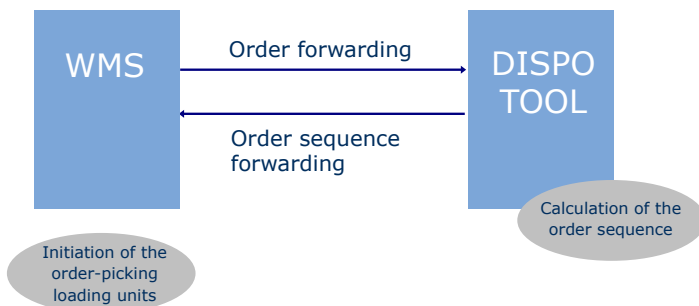 WMS
Order forwarding
DISPO
TOOL
Order sequence
forwarding
Calculation of the
order sequence
Initiation of the
order-picking
loading units